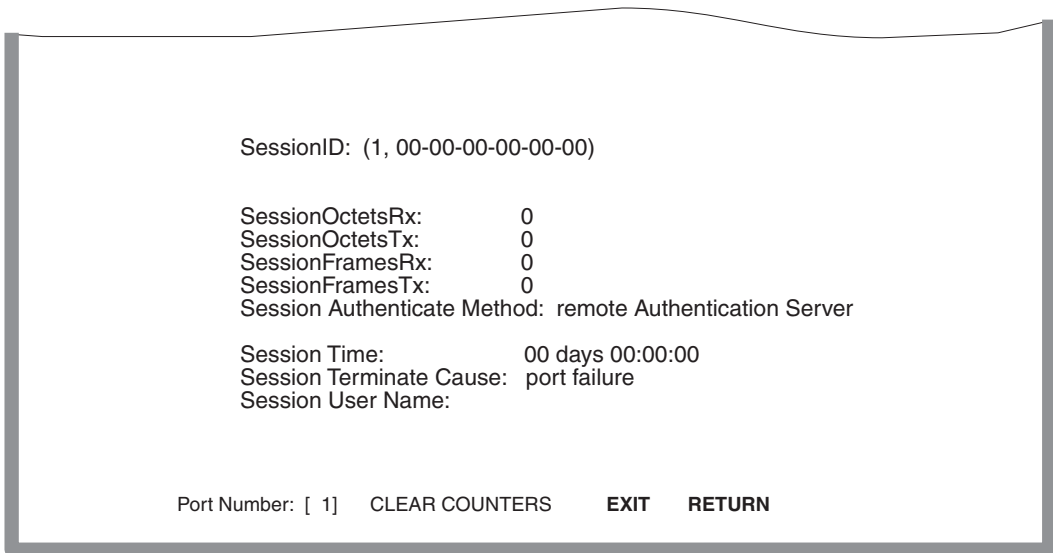 SessionID: (1, 00-00-00-00-00-00)
SessionOctetsRx: 0
SessionOctetsTx: 0
SessionFramesRx: 0
SessionFramesTx: 0
Session Authenticate Method: remote Authentication Server
Session Time: 00 days 00:00:00
Session Terminate Cause: port failure
Session User Name:
Port Number: [ 1] CLEAR COUNTERS EXIT RETURN